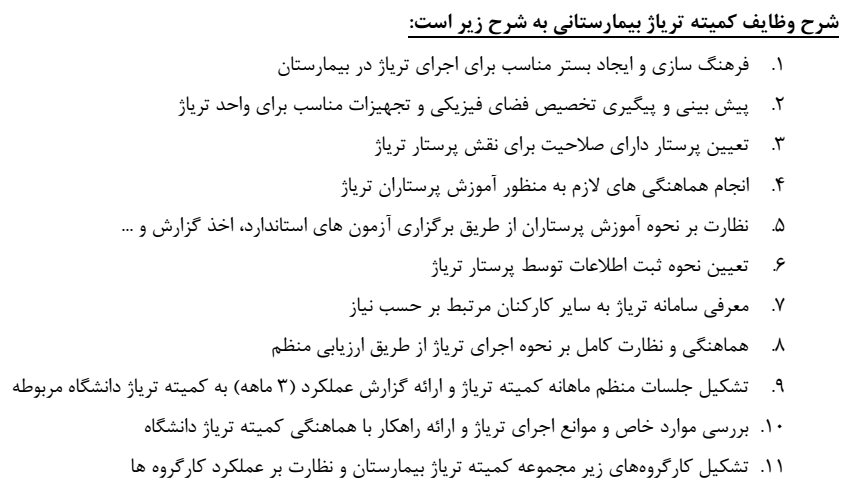 شرح وظایف کمیته تریاژ بیمارستانی به شرح زیر است:
۱. فرهنگ سازی و ایجاد بستر مناسب برای اجرای تریاژ در بیمارستان
۲. پیش بینی و پیگیری تخصیص فضای فیزیکی و تجهیزات مناسب برای واحد تریاژ
۳. تعیین پرستار دارای صلاحیت برای نقش پرستار تریاژ
۴. انجام هماهنگی های لازم به منظور آموزش پرستاران تریاژ
۵. نظارت بر نحوه آموزش پرستاران از طریق برگزاری آزمون های استاندارد، اخذ گزارش و ...
۶. تعیین نحوه ثبت اطلاعات توسط پرستار تریاژ
۷. معرفی سامانه تریاژ به سایر کارکنان مرتبط بر حسب نیاز
۸. هماهنگی و نظارت کامل بر نحوه اجرای تریاژ از طریق ارزیابی منظم
۹. تشکیل جلسات منظم ماهانه کمیته تریاژ و ارائه گزارش عملکرد (۳ ماهه) به کمیته تریاژ دانشگاه مربوطه
۱۰. بررسی موارد خاص و موانع اجرای تریاژ و ارائه راهکار با هماهنگی کمیته تریاژ دانشگاه
۱۱. تشکیل کارگروه‌های زیر مجموعه کمیته تریاژ بیمارستان و نظارت بر عملکرد کارگروه ها